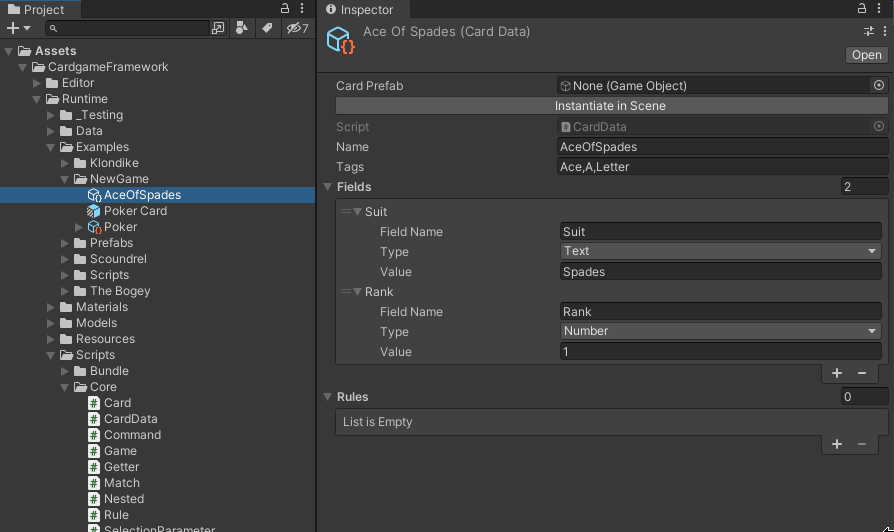 Project
7
Assets
CardgameFramework
Editor
Runtime
_Testing
Data
Examples
Klondike
NewGame
AceOfSpades
Poker Card
Poker
Prefabs
Scoundrel
Scripts
The Bogey
Materials
Models
Resources
Scripts
Bundle
Core
# Card
# CardData
# Command
# Game
# Getter
# Match
# Nested
# Rule
# SelectionParameter
Inspector
Ace Of Spades (Card Data)
Open
Card Prefab None (Game Object)
Instantiate in Scene
Script CardData
Name AceOfSpades
Tags Ace,A,Letter
Fields 2
Suit
Field Name Suit
Type Text
Value Spades
Rank
Field Name Rank
Type Number
Value 1
+ −
Rules 0
List is Empty
+ −